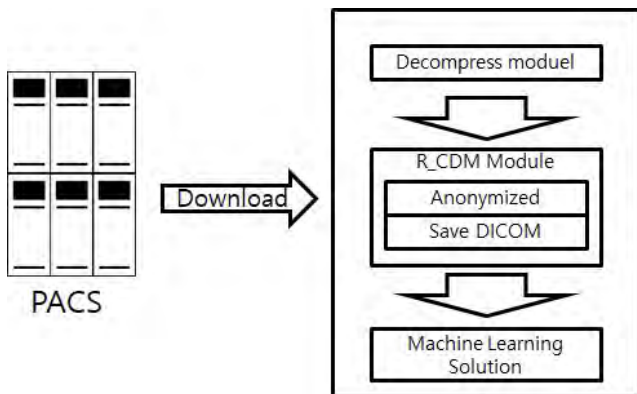 PACS
Download
Decompress moduel
R_CDM Module
Anonymized
Save DICOM
Machine Learning
Solution